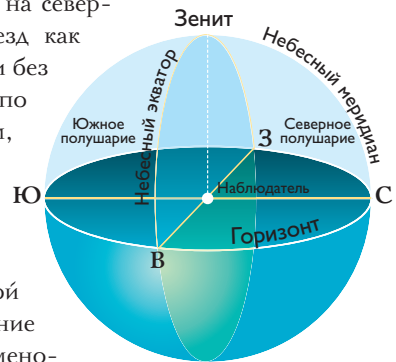 на север-
езд как
и без
по
и,
ой
ние
мено-
Зенит
Небесный меридиан
Небесный экватор
Южное
полушарие
З
Северное
полушарие
Ю
Наблюдатель
С
Горизонт
В